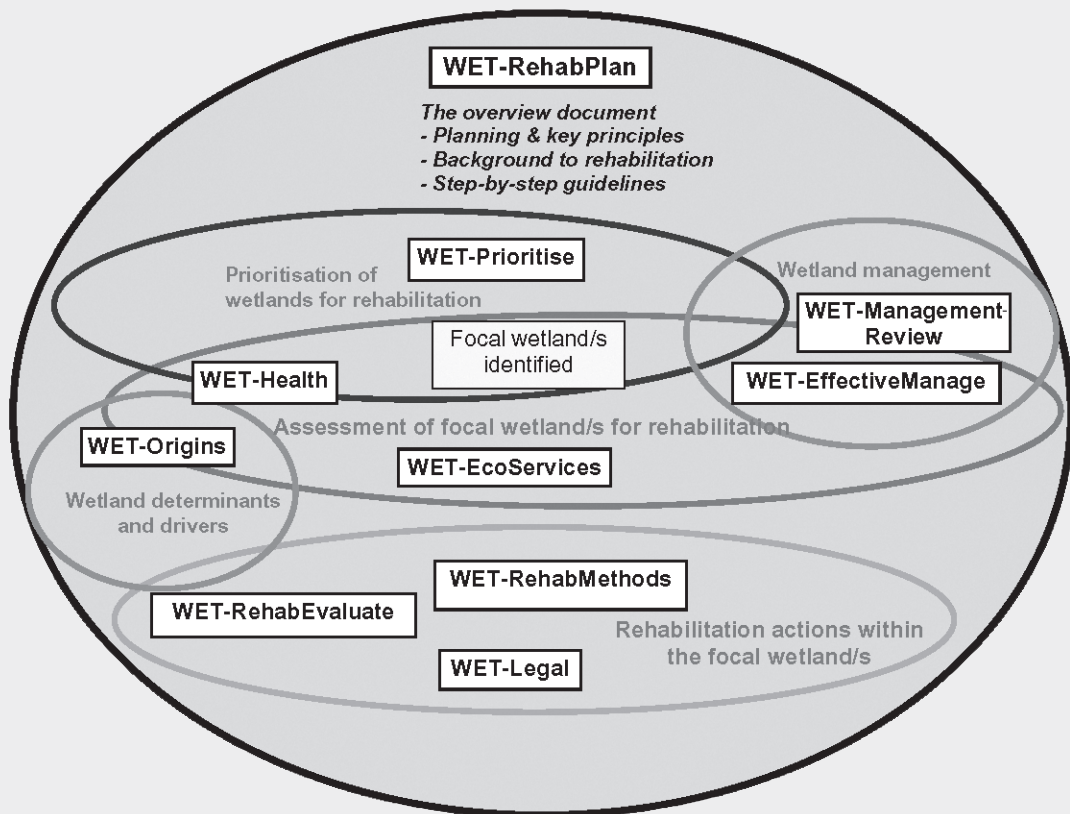 WET-RehabPlan
The overview document
- Planning & key principles
- Background to rehabilitation
- Step-by-step guidelines
WET-Prioritise
Prioritisation of
wetlands for rehabilitation
Wetland management
WET-Management-
Review
Focal wetland/s
identified
WET-Health
WET-EffectiveManage
Assessment of focal wetland/s for rehabilitation
WET-Origins
WET-EcoServices
Wetland determinants
and drivers
WET-RehabMethods
WET-RehabEvaluate
Rehabilitation actions within
the focal wetland/s
WET-Legal